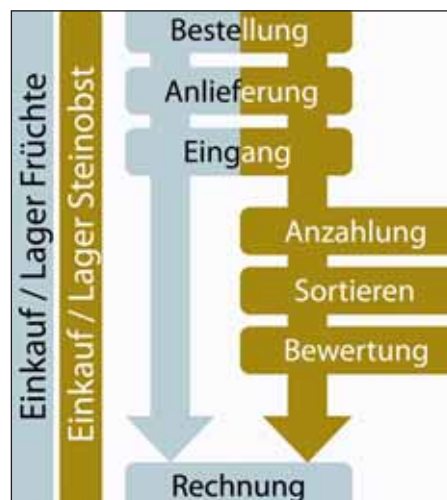 Einkauf / Lager Früchte
Einkauf / Lager Steinobst
Bestellung
Anlieferung
Eingang
Anzahlung
Sortieren
Bewertung
Rechnung